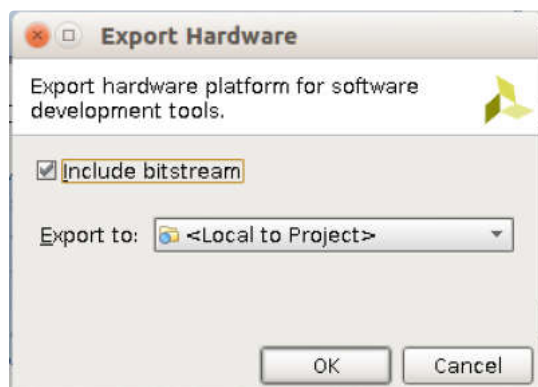 Export Hardware
Export hardware platform for software
development tools.
Include bitstream
Export to: <Local to Project>
OK Cancel